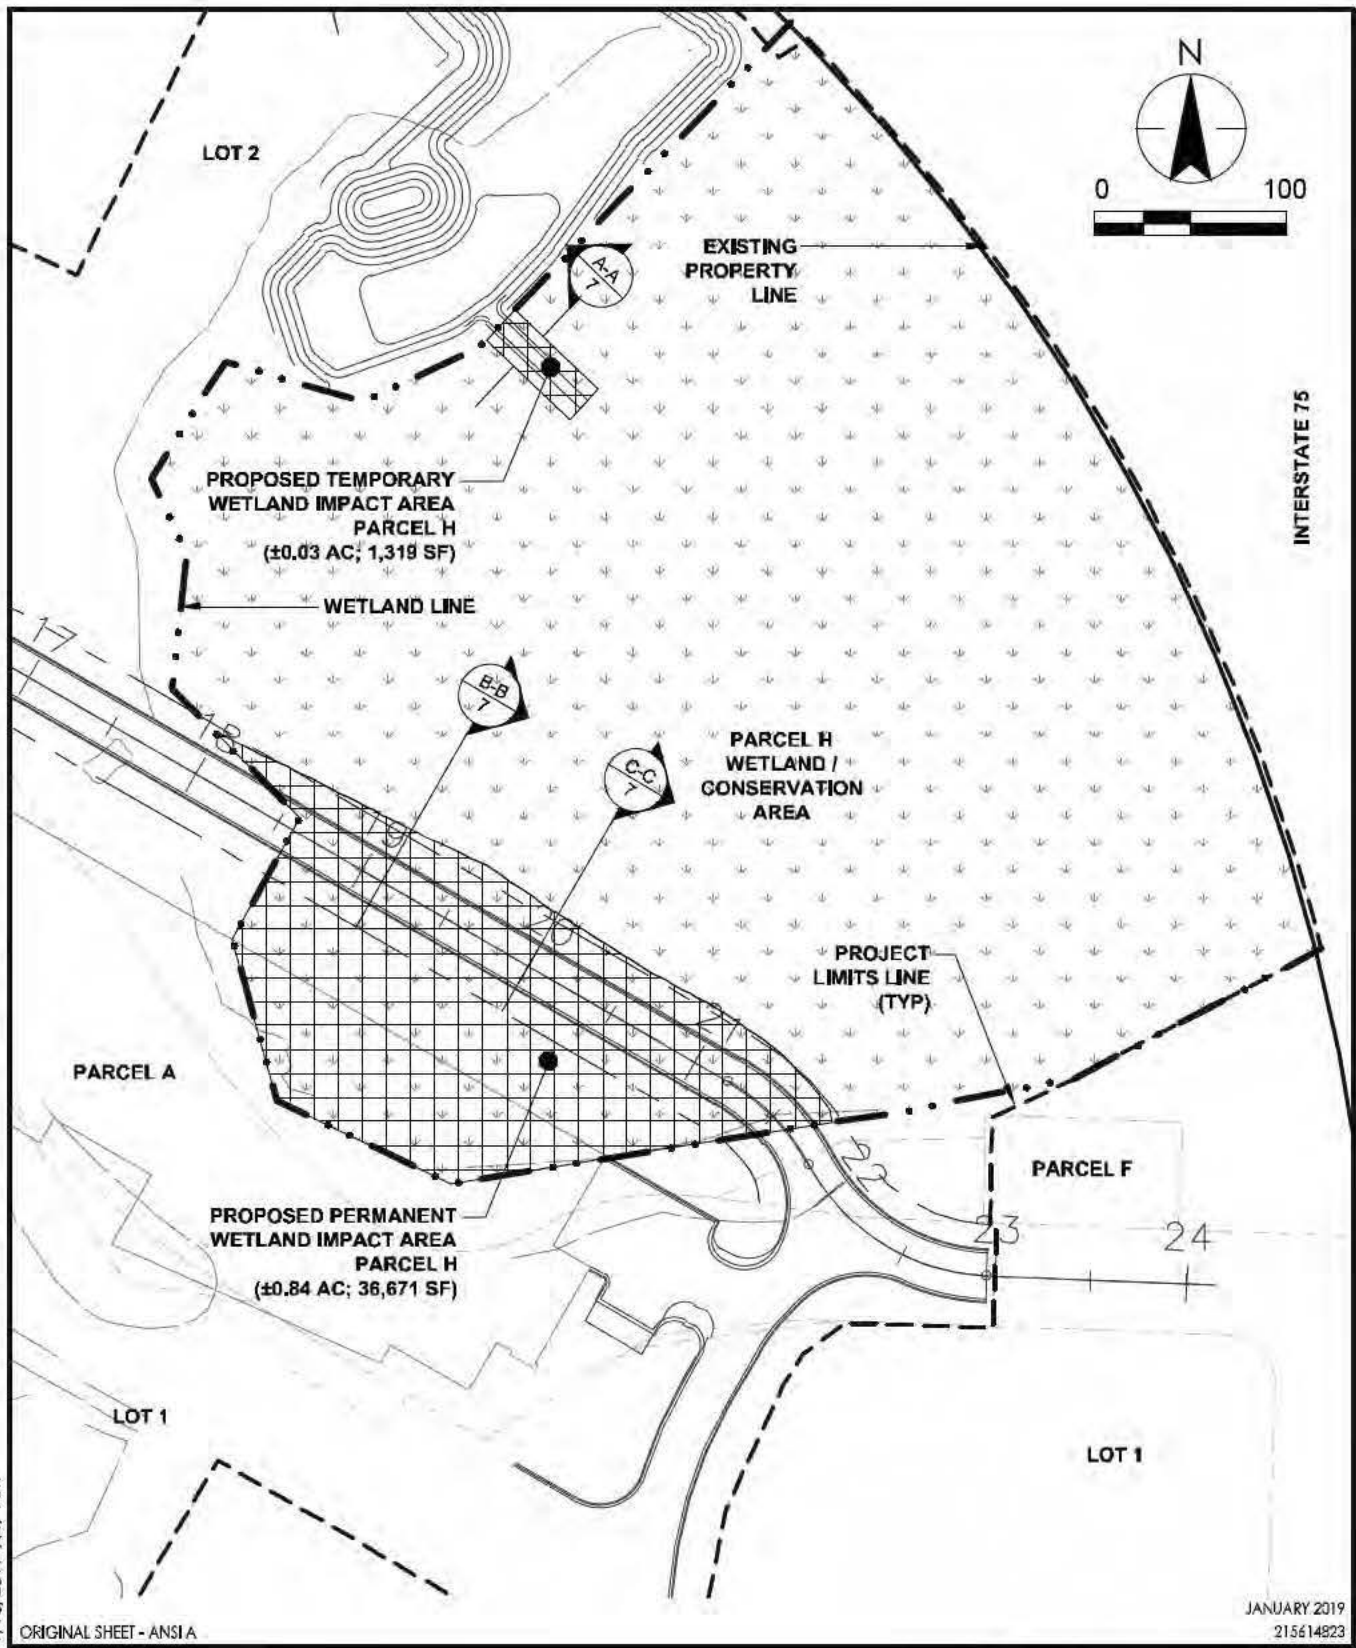 N
0 100
LOT 2
A-A
7
EXISTING
PROPERTY
LINE
INTERSTATE 75
PROPOSED TEMPORARY
WETLAND IMPACT AREA
PARCEL H
(±0.03 AC; 1,319 SF)
WETLAND LINE
17
B-B
7
18
PARCEL H
WETLAND /
CONSERVATION
AREA
C-C
7
19
20
PROJECT
LIMITS LINE
(TYP)
21
PARCEL A
22
PARCEL F
PROPOSED PERMANENT
WETLAND IMPACT AREA
PARCEL H
(±0.84 AC; 36,671 SF)
23
24
LOT 1
LOT 1
JANUARY 2019
ORIGINAL SHEET - ANSI A
215614823